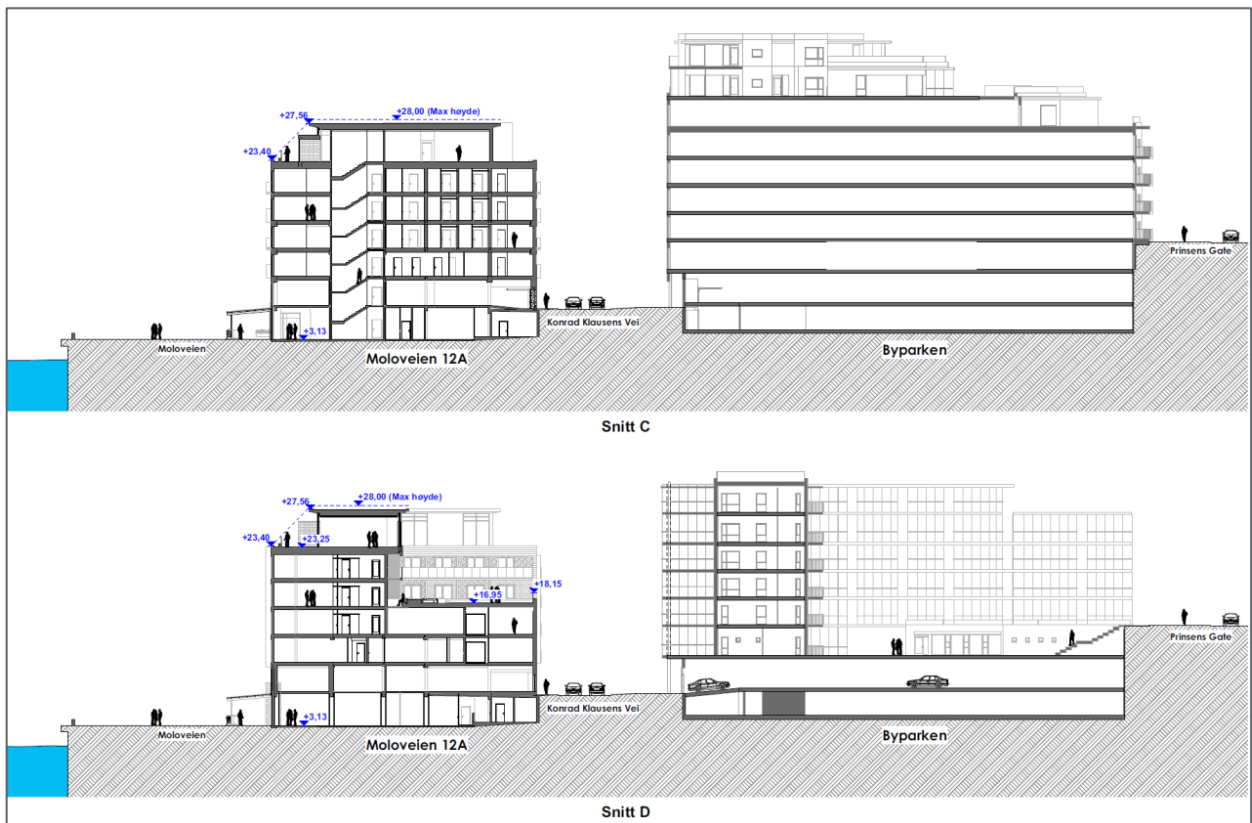 +28,00 (Max høyde)
+27,56
+23,40
Prinsens Gate
Konrad Klausens Vei
+3,13
Moloveien
Moloveien 12A
Byparken
Snitt C
+28,00 (Max høyde)
+27,56
+23,40
+23,25
+18,15
+16,95
Prinsens Gate
Konrad Klausens Vei
+3,13
Moloveien
Moloveien 12A
Byparken
Snitt D